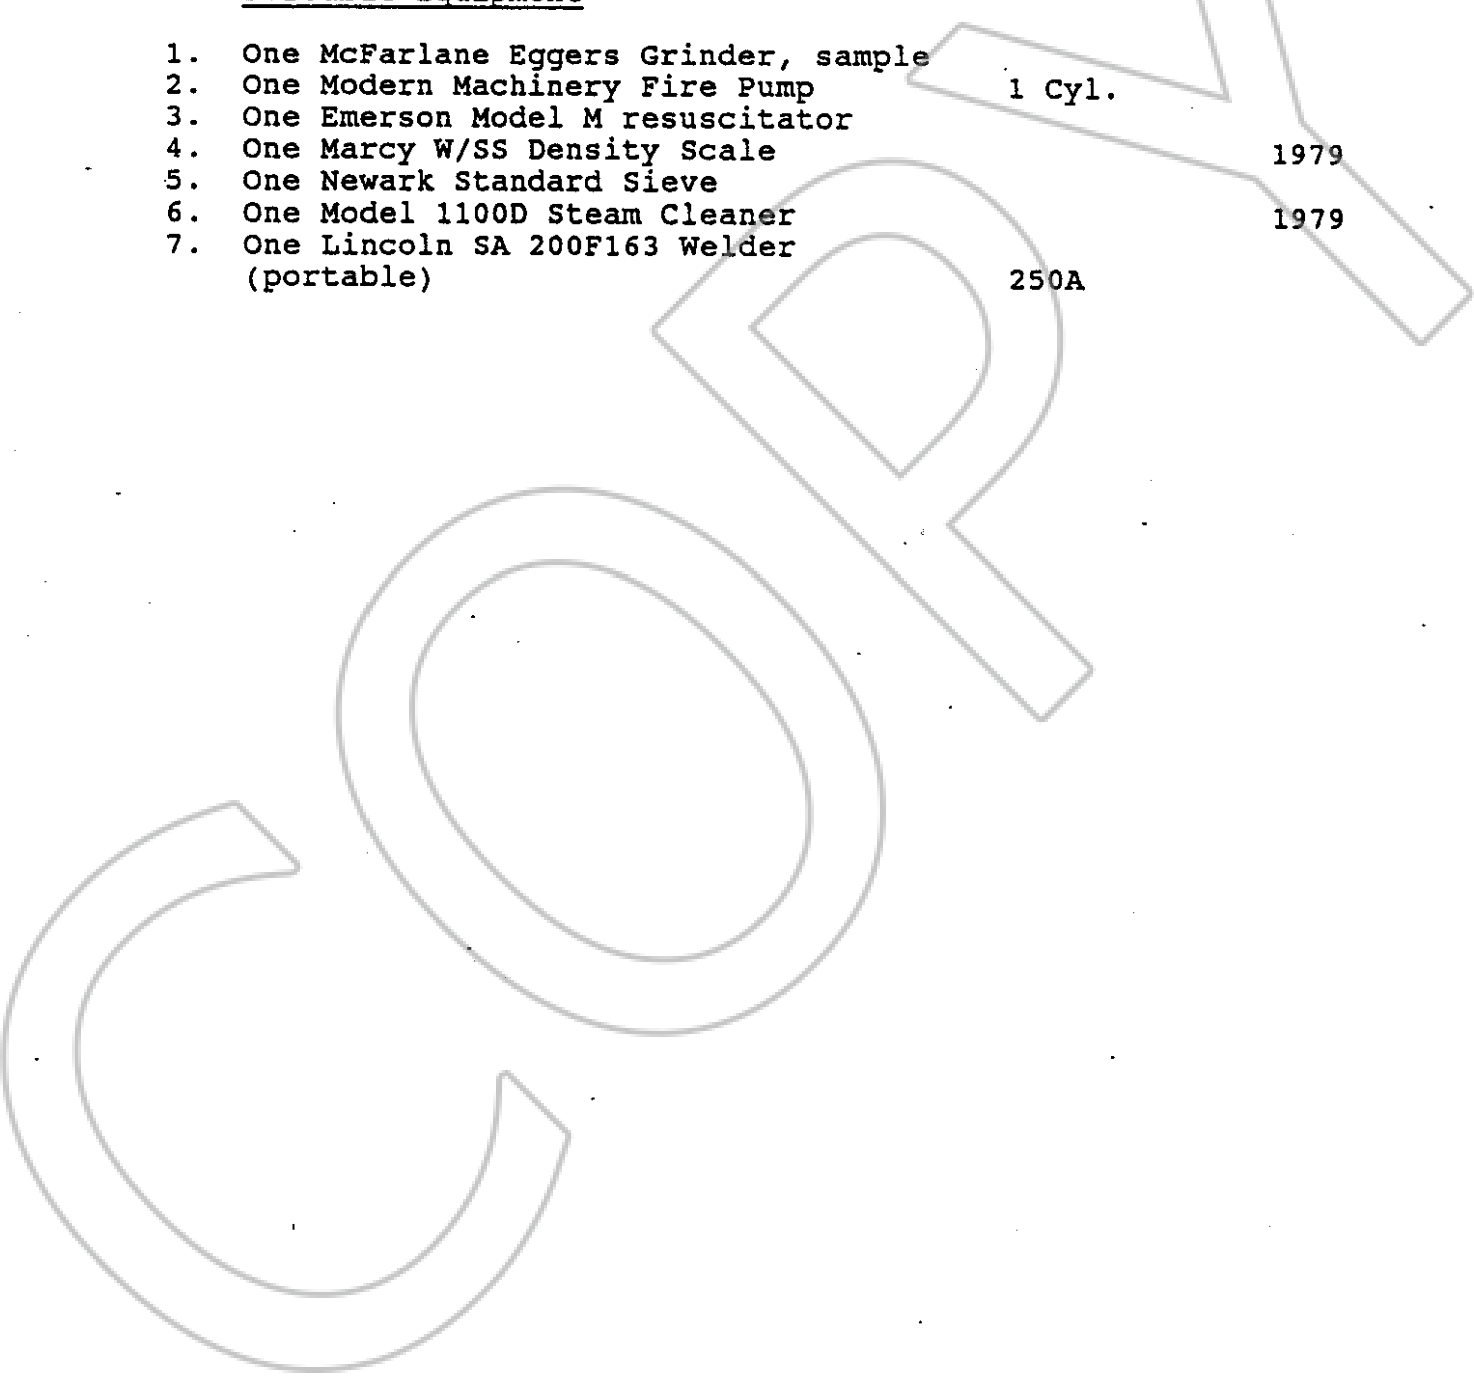 Equipment
1. One McFarlane Eggers Grinder, sample
2. One Modern Machinery Fire Pump 1 Cyl.
3. One Emerson Model M resuscitator
4. One Marcy W/SS Density Scale 1979
5. One Newark Standard Sieve
6. One Model 1100D Steam Cleaner 1979
7. One Lincoln SA 200F163 Welder
(portable) 250A
COPY